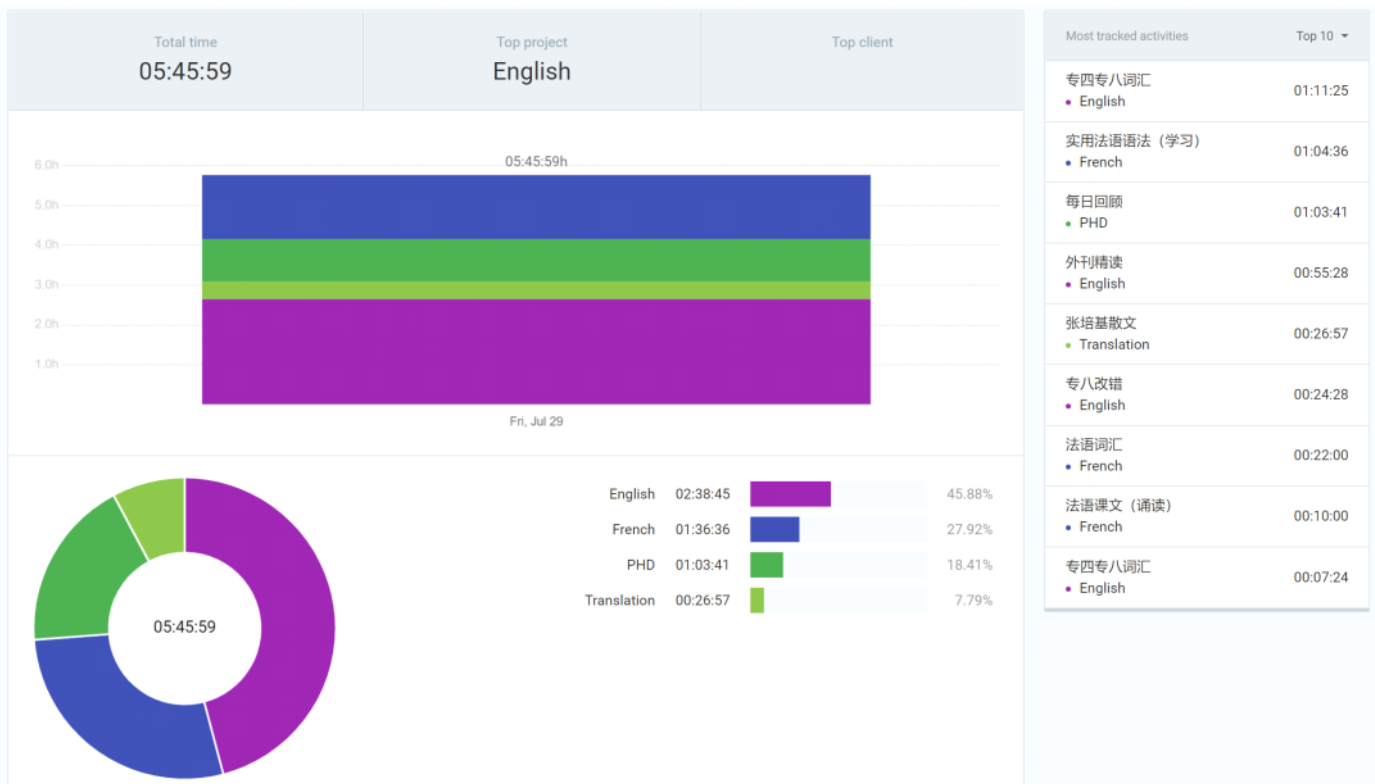 Total time
05:45:59
Top project
English
Top client
6.0h
5.0h
4.0h
3.0h
2.0h
1.0h
05:45:59h
Fri, Jul 29
05:45:59
English 02:38:45 45.88%
French 01:36:36 27.92%
PHD 01:03:41 18.41%
Translation 00:26:57 7.79%
Most tracked activities Top 10
专四专八词汇
English 01:11:25
实用法语语法（学习）
French 01:04:36
每日回顾
PHD 01:03:41
外刊精读
English 00:55:28
张培基散文
Translation 00:26:57
专八改错
English 00:24:28
法语词汇
French 00:22:00
法语课文（诵读）
French 00:10:00
专四专八词汇
English 00:07:24